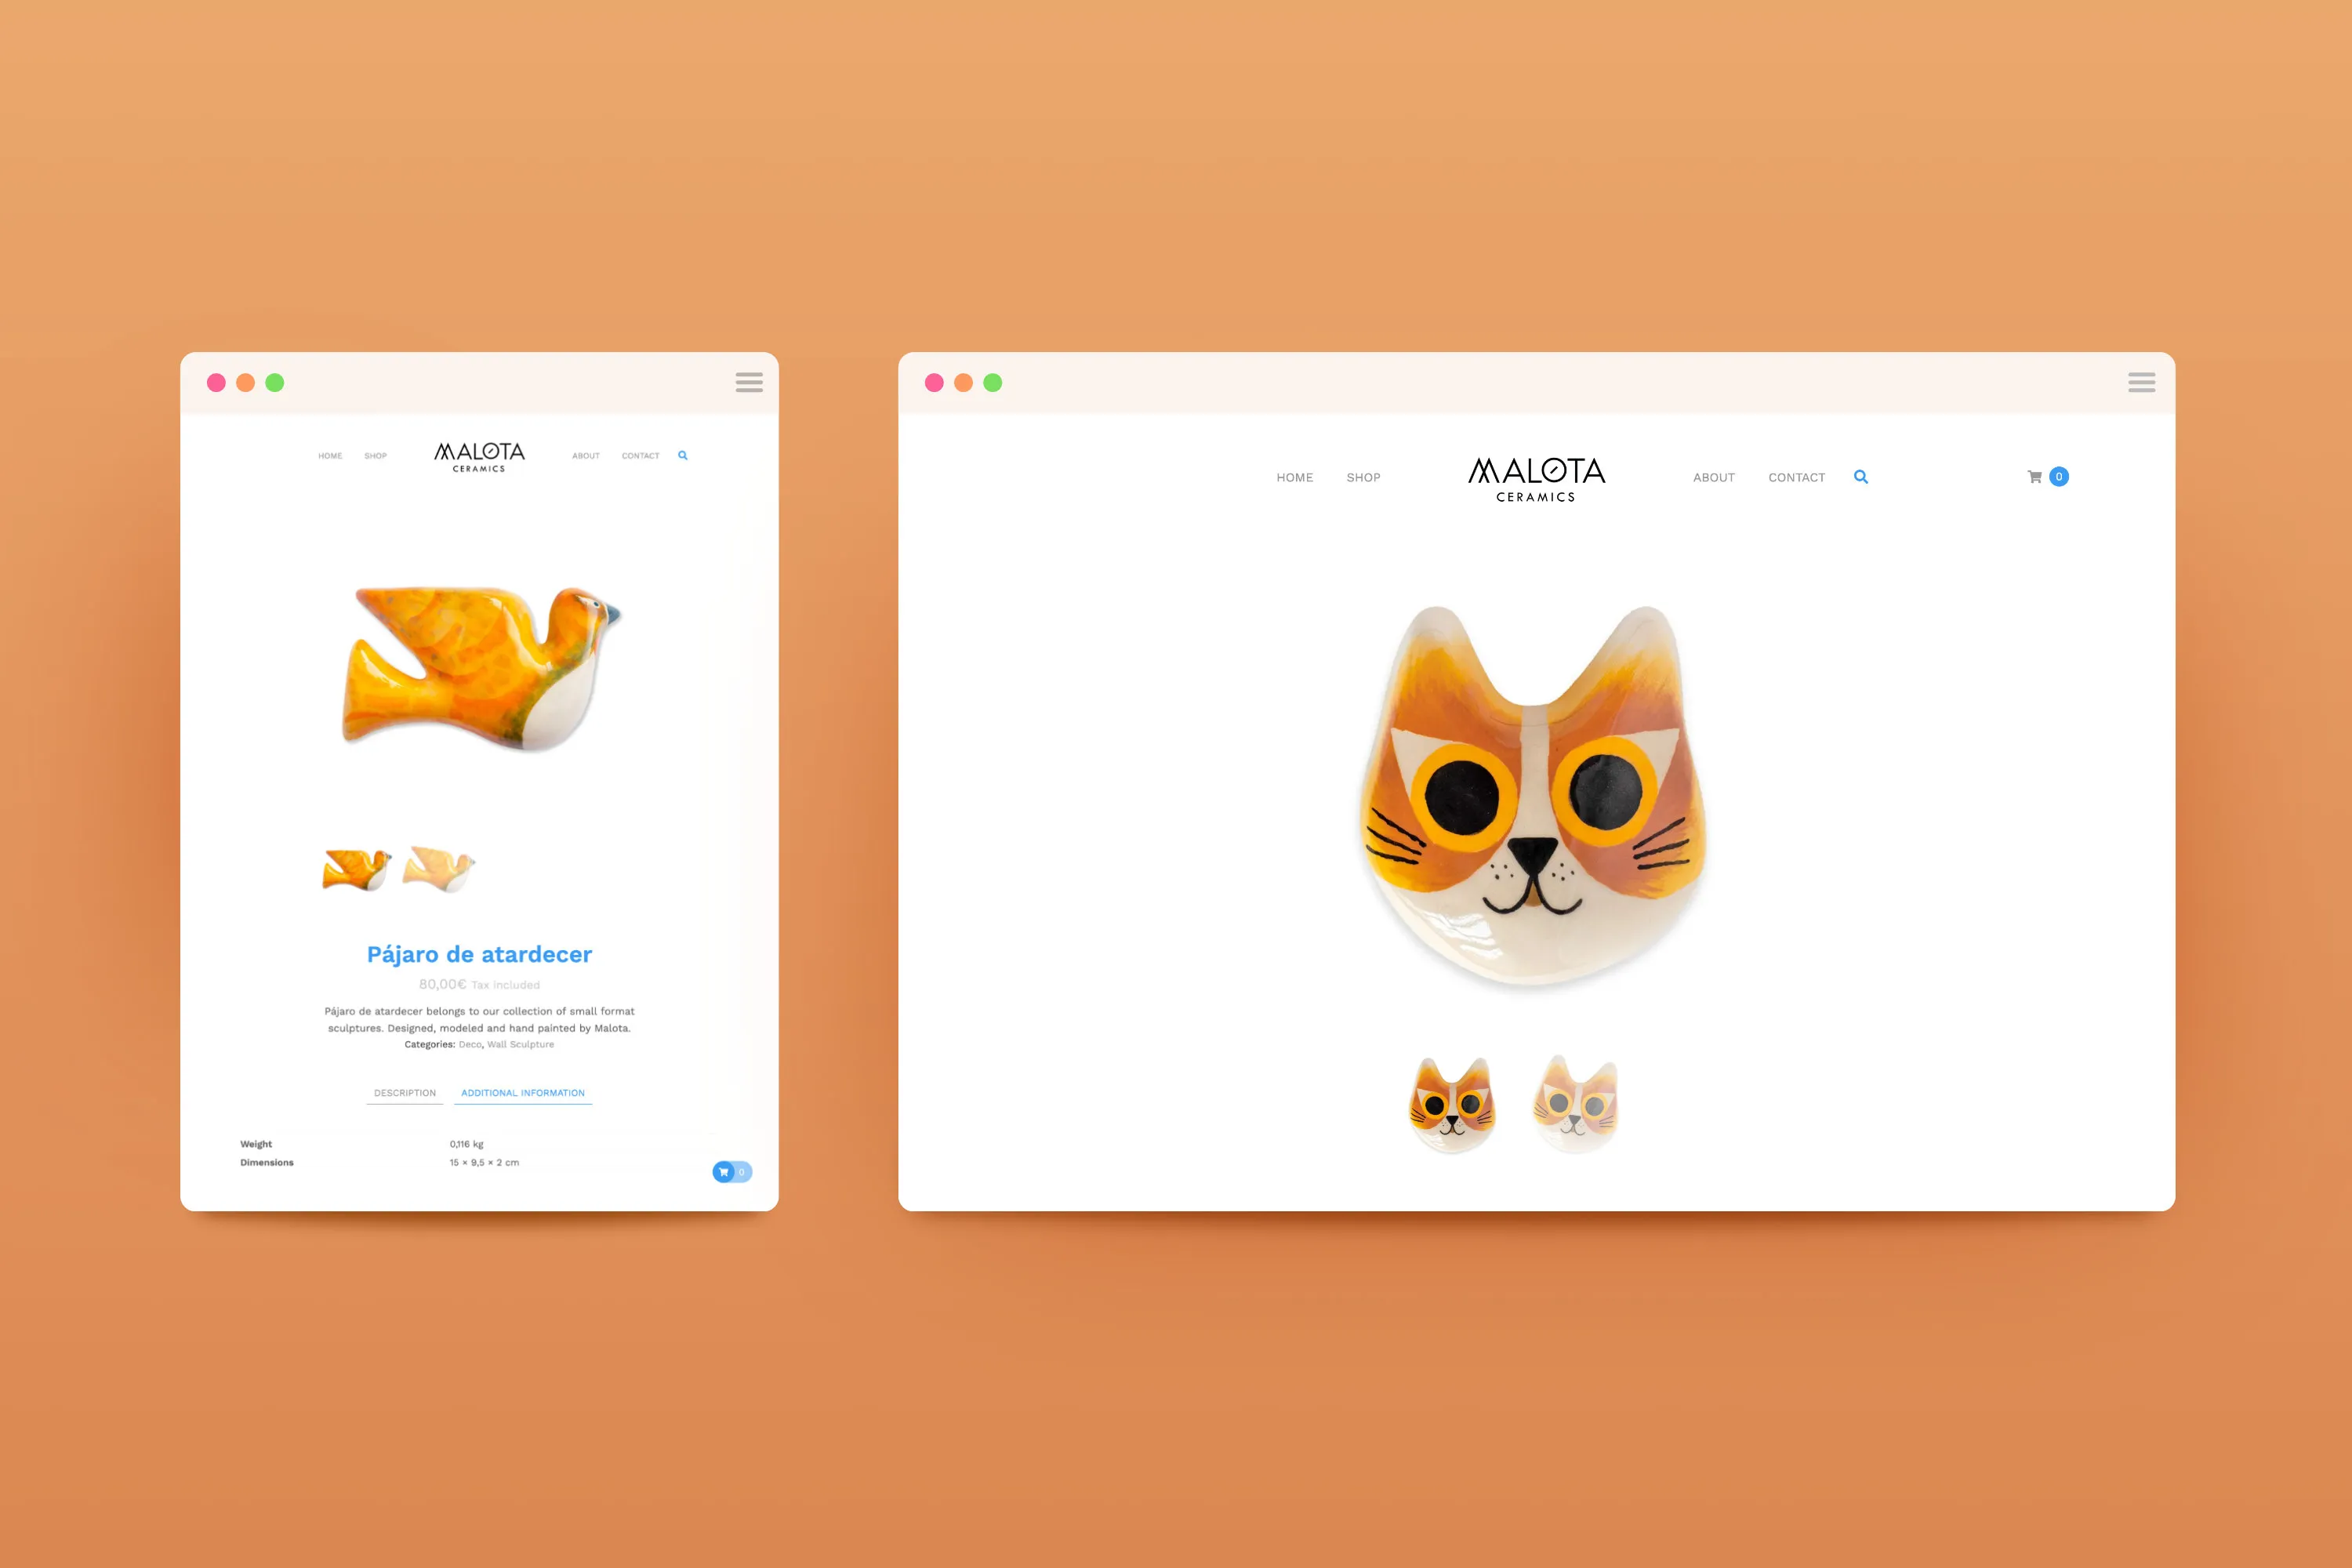 HOME SHOP MALOTA ABOUT CONTACT
CERAMICS
Pájaro de atardecer
80,00€ Tax included
Pájaro de atardecer belongs to our collection of small format
sculptures. Designed, modeled and hand painted by Malota.
Categories: Deco, Wall Sculpture
DESCRIPTION ADDITIONAL INFORMATION
Weight 0,116 kg
Dimensions 15 × 9,5 × 2 cm
0
HOME SHOP MALOTA ABOUT CONTACT 0
CERAMICS